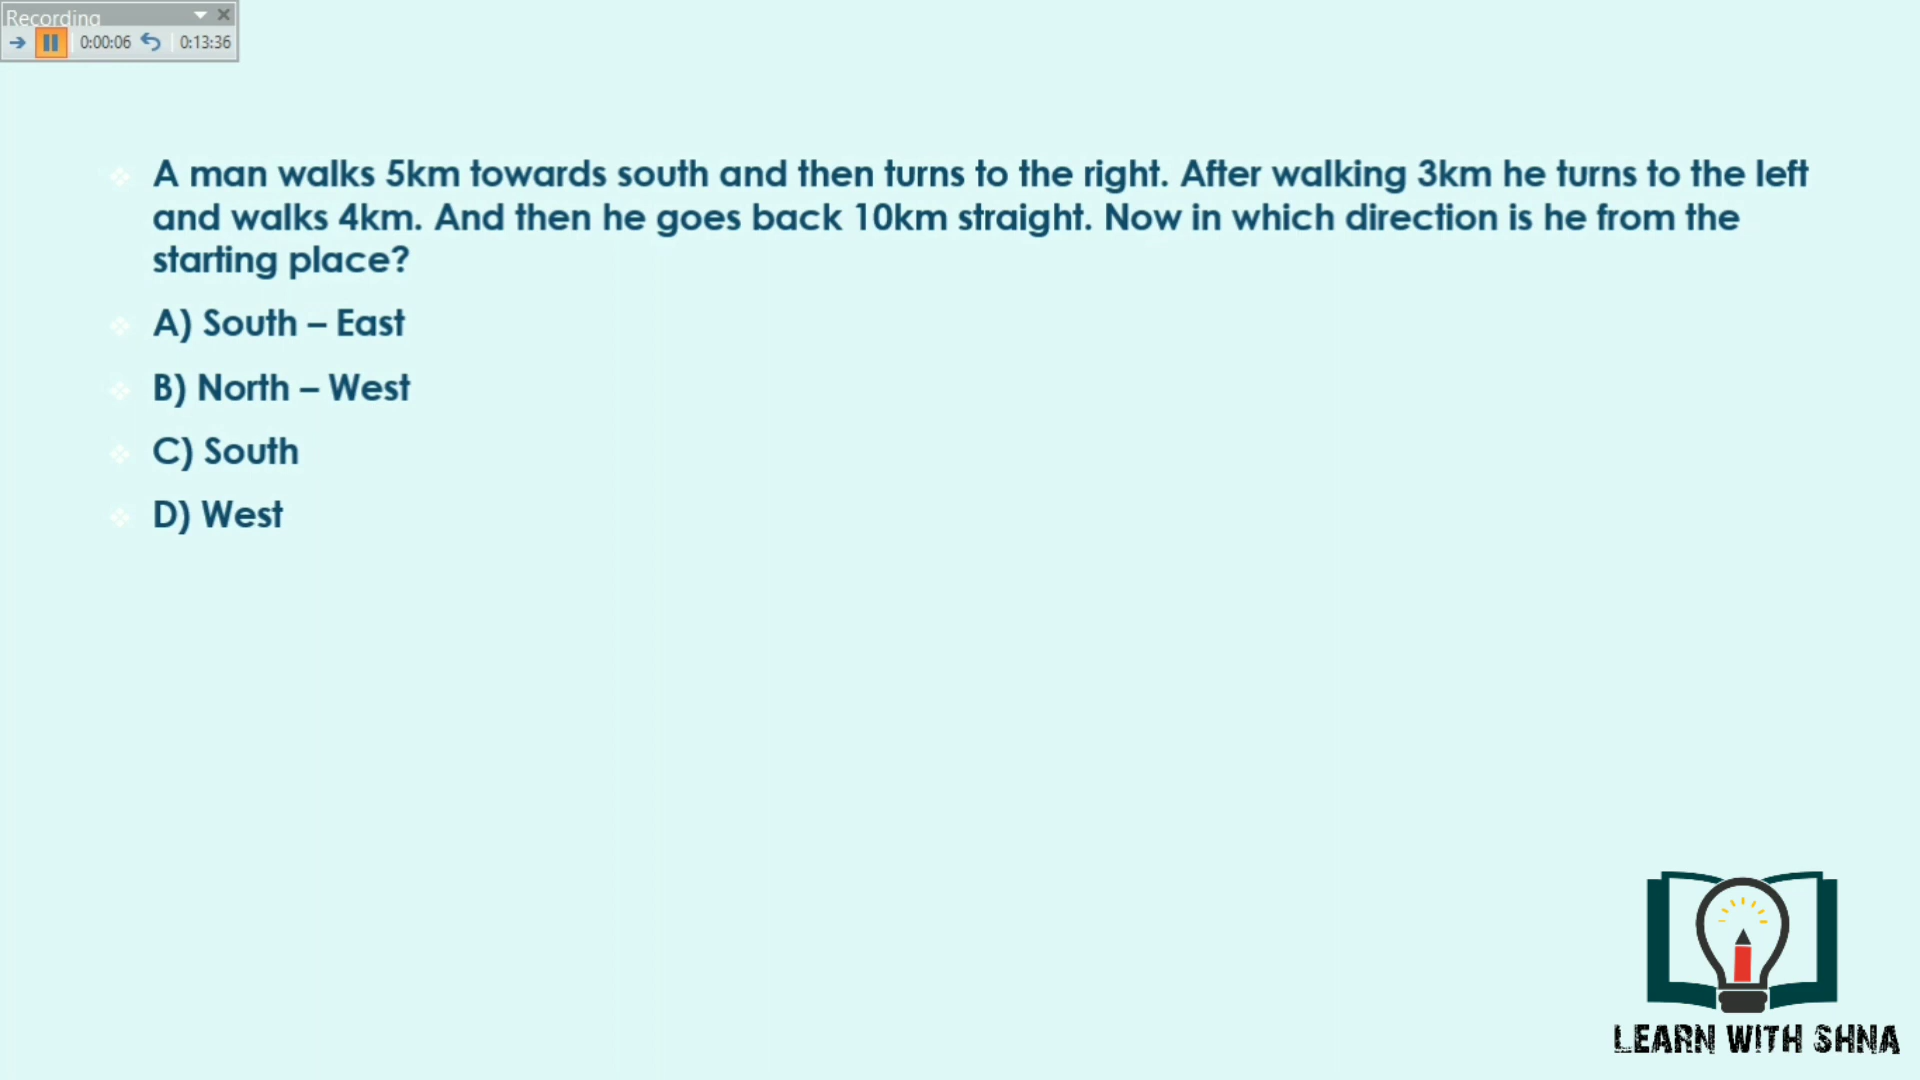 Recording
0:00:06 0:13:36
A man walks 5km towards south and then turns to the right. After walking 3km he turns to the left
and walks 4km. And then he goes back 10km straight. Now in which direction is he from the
starting place?
A) South – East
B) North – West
C) South
D) West
LEARN WITH SHNA